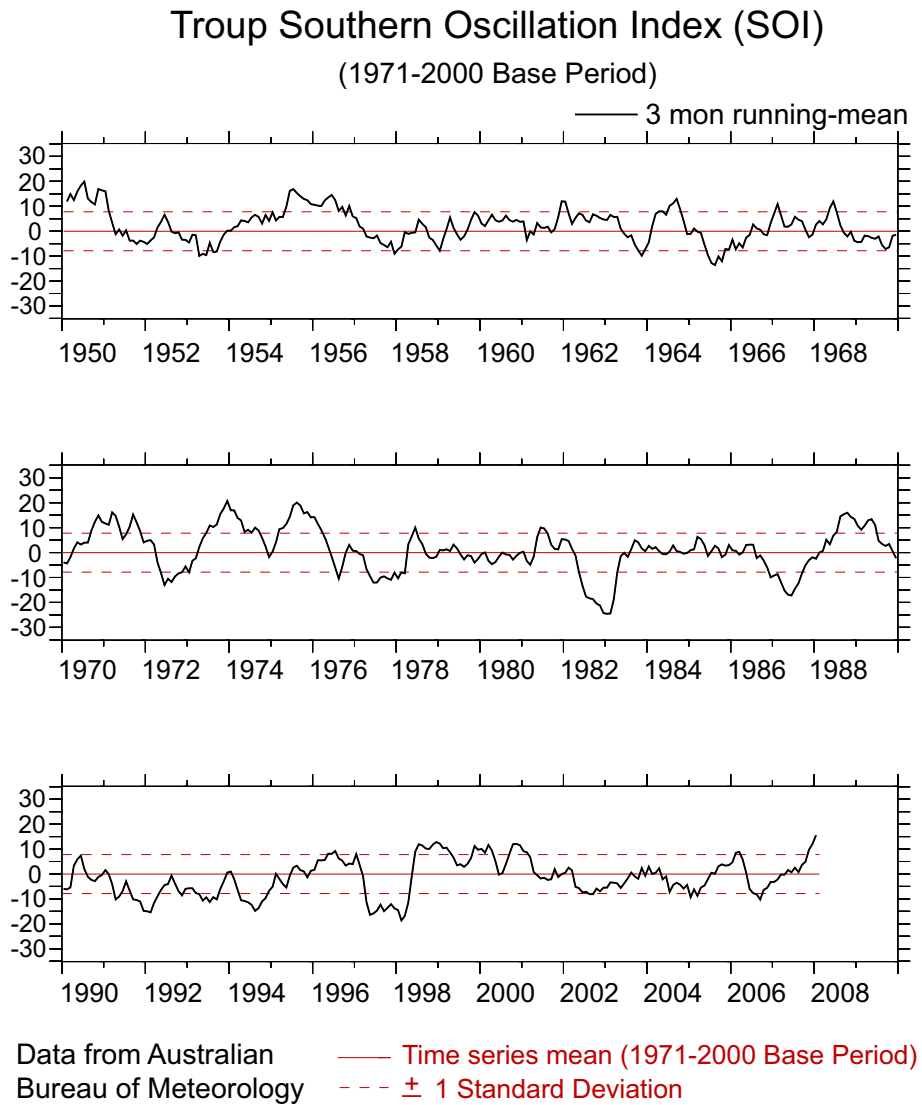 Troup Southern Oscillation Index (SOI)
(1971-2000 Base Period)
3 mon running-mean
30
20
10
0
-10
-20
-30
1950 1952 1954 1956 1958 1960 1962 1964 1966 1968
30
20
10
0
-10
-20
-30
1970 1972 1974 1976 1978 1980 1982 1984 1986 1988
30
20
10
0
-10
-20
-30
1990 1992 1994 1996 1998 2000 2002 2004 2006 2008
Data from Australian
Bureau of Meteorology
Time series mean (1971-2000 Base Period)
± 1 Standard Deviation